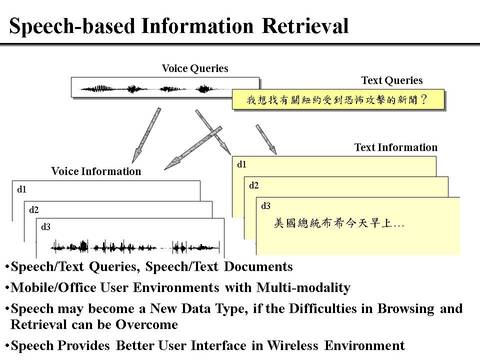 Speech-based Information Retrieval
Voice Queries
Text Queries
我想找有關紐約受到恐怖攻擊的新聞？
Text Information
Voice Information
d1
d2
d3
d1
d2
d3
美國總統布希今天早上…
•Speech/Text Queries, Speech/Text Documents
•Mobile/Office User Environments with Multi-modality
•Speech may become a New Data Type, if the Difficulties in Browsing and
Retrieval can be Overcome
•Speech Provides Better User Interface in Wireless Environment